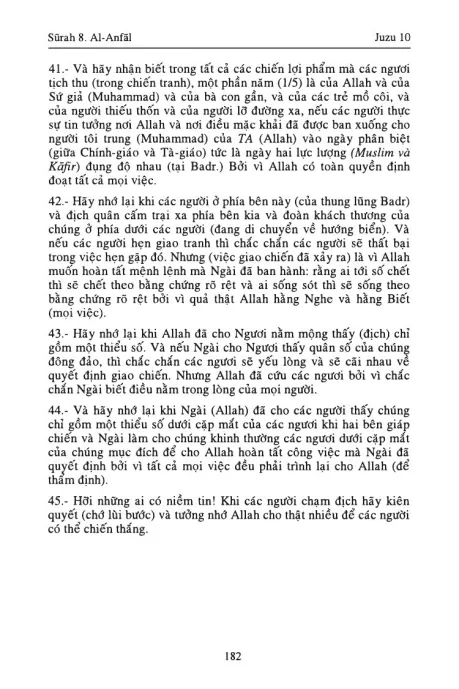 Sūrah 8. Al-Anfāl Juzu 10
41.- Và hãy nhận biết trong tất cả các chiến lợi phẩm mà các ngươi
tịch thu (trong chiến tranh), một phần năm (1/5) là của Allah và của
Sứ giả (Muhammad) và của bà con gần, và của các trẻ mồ côi, và
của người thiếu thốn và của người lỡ đường xa, nếu các người thực
sự tin tưởng nơi Allah và nơi điều mặc khải đã được ban xuống cho
người tôi trung (Muhammad) của TA (Allah) vào ngày phân biệt
(giữa Chính-giáo và Tà-giáo) tức là ngày hai lực lượng (Muslim và
Kāfir) đụng độ nhau (tại Badr.) Bởi vì Allah có toàn quyền định
đoạt tất cả mọi việc.
42.- Hãy nhớ lại khi các người ở phía bên này (của thung lũng Badr)
và địch quân cấm trại xa phía bên kia và đoàn khách thương của
chúng ở phía dưới các người (đang di chuyển về hướng biển). Và
nếu các người hẹn giao tranh thì chắc chắn các người sẽ thất bại
trong việc hẹn gặp đó. Nhưng (việc giao chiến đã xảy ra) là vì Allah
muốn hoàn tất mệnh lệnh mà Ngài đã ban hành: rằng ai tới số chết
thì sẽ chết theo bằng chứng rõ rệt và ai sống sót thì sẽ sống theo
bằng chứng rõ rệt bởi vì quả thật Allah hằng Nghe và hằng Biết
(mọi việc).
43.- Hãy nhớ lại khi Allah đã cho Ngươi nằm mộng thấy (địch) chỉ
gồm một thiểu số. Và nếu Ngài cho Ngươi thấy quân số của chúng
đông đảo, thì chắc chắn các ngươi sẽ yếu lòng và sẽ cãi nhau về
quyết định giao chiến. Nhưng Allah đã cứu các ngươi bởi vì chắc
chắn Ngài biết điều nằm trong lòng của mọi người.
44.- Và hãy nhớ lại khi Ngài (Allah) đã cho các người thấy chúng
chỉ gồm một thiểu số dưới cặp mắt của các ngươi khi hai bên giáp
chiến và Ngài làm cho chúng khinh thường các ngươi dưới cặp mắt
của chúng mục đích để cho Allah hoàn tất công việc mà Ngài đã
quyết định bởi vì tất cả mọi việc đều phải trình lại cho Allah (để
thẩm định).
45.- Hỡi những ai có niềm tin! Khi các người chạm địch hãy kiên
quyết (chớ lùi bước) và tưởng nhớ Allah cho thật nhiều để các người
có thể chiến thắng.
182